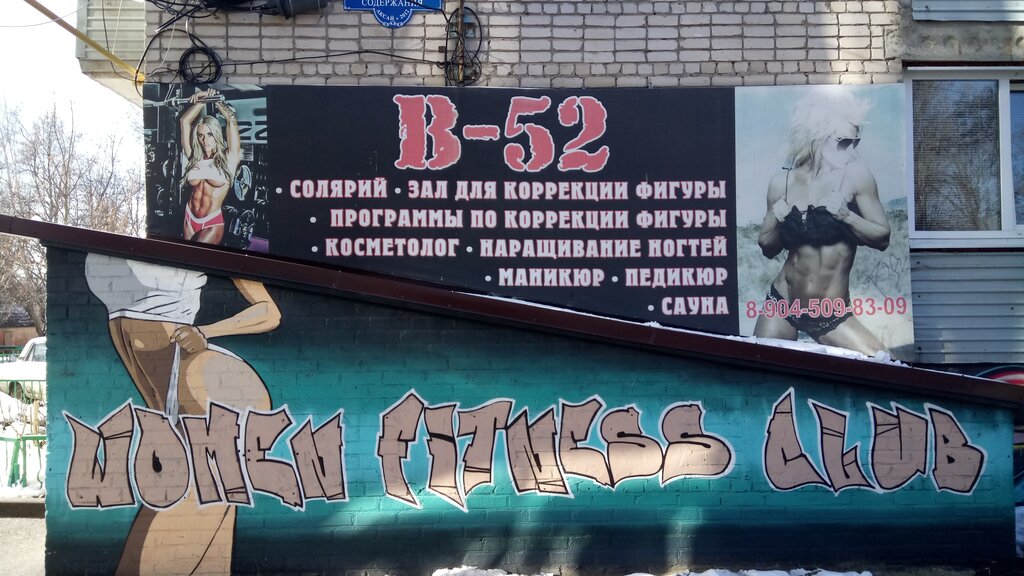 СОДЕРЖАНИЯ
В-52
· СОЛЯРИЙ · ЗАЛ ДЛЯ КОРРЕКЦИИ ФИГУРЫ
· ПРОГРАММЫ ПО КОРРЕКЦИИ ФИГУРЫ
· КОСМЕТОЛОГ · НАРАЩИВАНИЕ НОГТЕЙ
· МАНИКЮР · ПЕДИКЮР
· САУНА
8-904-509-83-09
WOMEN FiTNESS CLUB